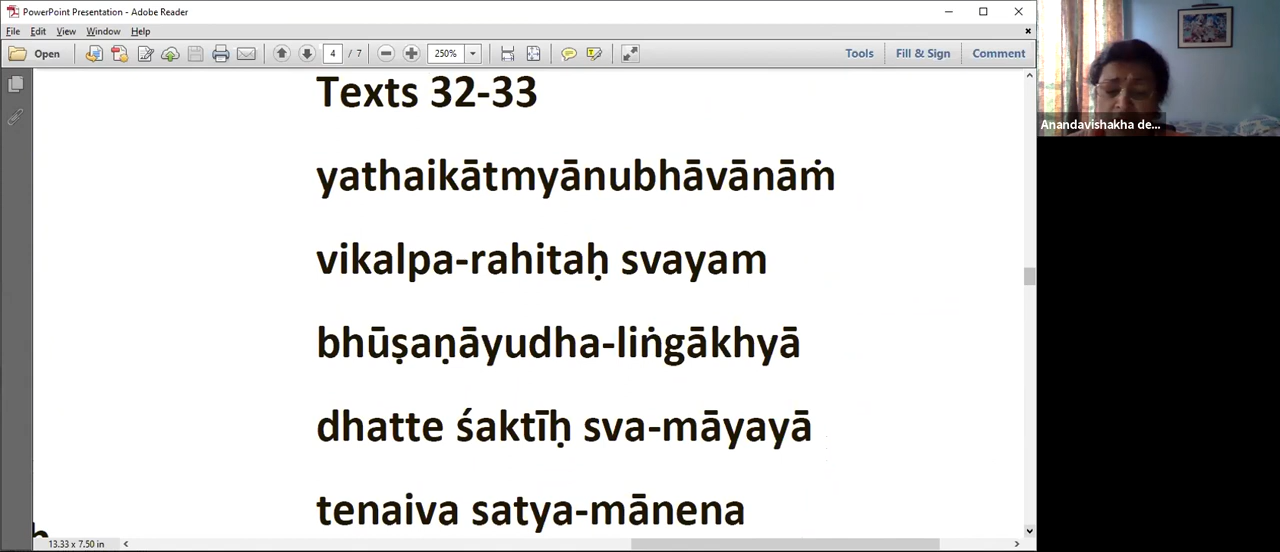 PowerPoint Presentation - Adobe Reader
File Edit View Window Help
Open 4 / 7 250% Tools Fill & Sign Comment
Texts 32-33
yathaikātmyānubhāvānāṁ
vikalpa-rahitaḥ svayam
bhūṣaṇāyudha-liṅgākhyā
dhatte śaktīḥ sva-māyayā
tenaiva satya-mānena
13.33 x 7.50 in
Anandavishakha de...